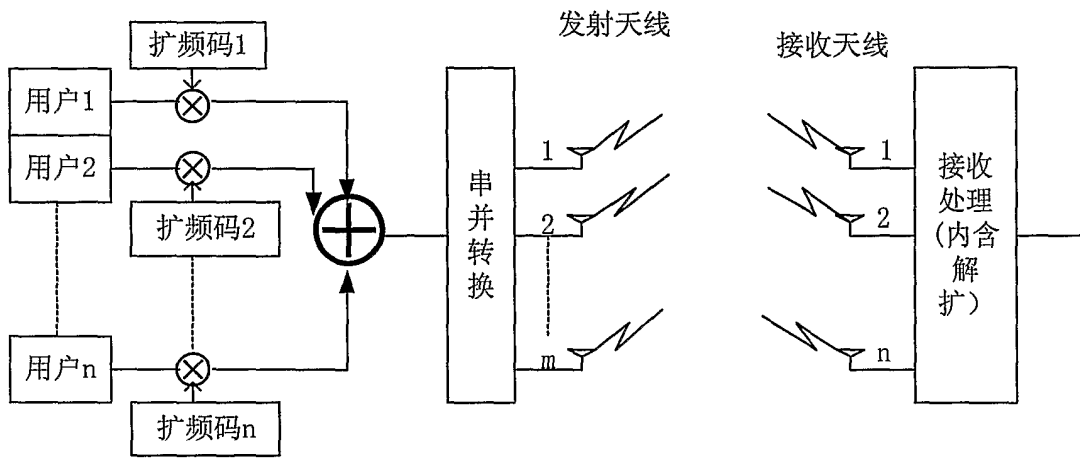 发射天线
接收天线
扩频码1
用户1
用户2
扩频码2
用户n
扩频码n
串
并
转
换
1
2
m
1
2
n
接收
处理
(内含
解
扩）